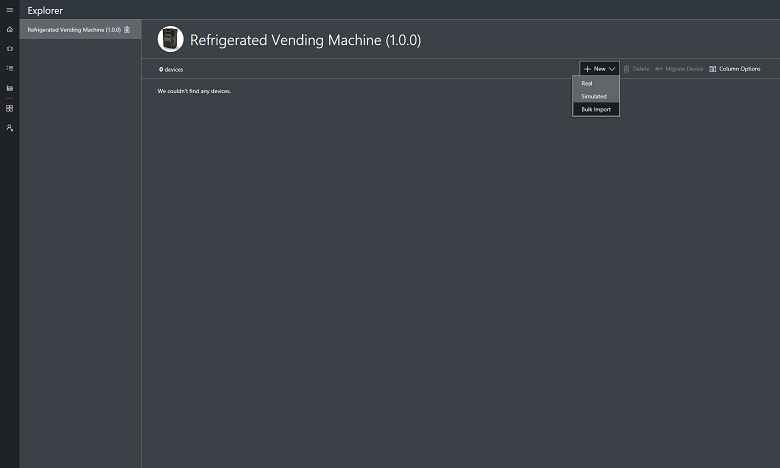 Explorer
Refrigerated Vending Machine (1.0.0)
Refrigerated Vending Machine (1.0.0)
0 devices
New
Delete
Migrate Device
Column Options
Real
Simulated
Bulk Import
We couldn't find any devices.